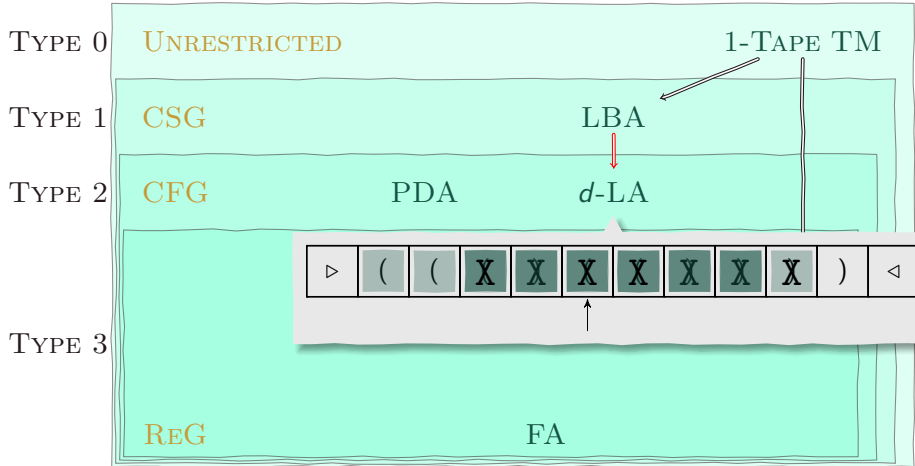 TYPE 0 UNRESTRICTED 1-TAPE TM
TYPE 1 CSG LBA
TYPE 2 CFG PDA d-LA
▷ ( ( X X X X X X X ) ◁
TYPE 3
REG FA